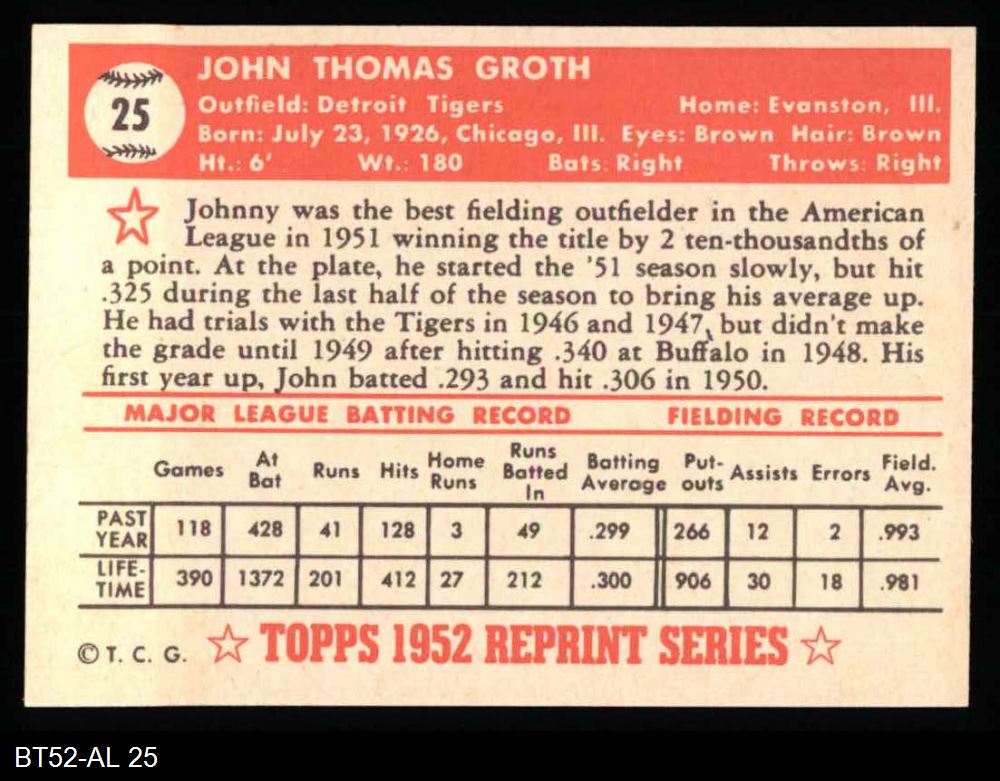 25
JOHN THOMAS GROTH
Outfield: Detroit Tigers Home: Evanston, Ill.
Born: July 23, 1926, Chicago, Ill. Eyes: Brown Hair: Brown
Ht.: 6' Wt.: 180 Bats: Right Throws: Right
Johnny was the best fielding outfielder in the American
League in 1951 winning the title by 2 ten-thousandths of
a point. At the plate, he started the '51 season slowly, but hit
.325 during the last half of the season to bring his average up.
He had trials with the Tigers in 1946 and 1947, but didn't make
the grade until 1949 after hitting .340 at Buffalo in 1948. His
first year up, John batted .293 and hit .306 in 1950.
MAJOR LEAGUE BATTING RECORD FIELDING RECORD
Games At Bat Runs Hits Home Runs Runs Batted In Batting Average Put-outs Assists Errors Field. Avg.
PAST YEAR 118 428 41 128 3 49 .299 266 12 2 .993
LIFE-TIME 390 1372 201 412 27 212 .300 906 30 18 .981
© T. C. G. TOPPS 1952 REPRINT SERIES
BT52-AL 25